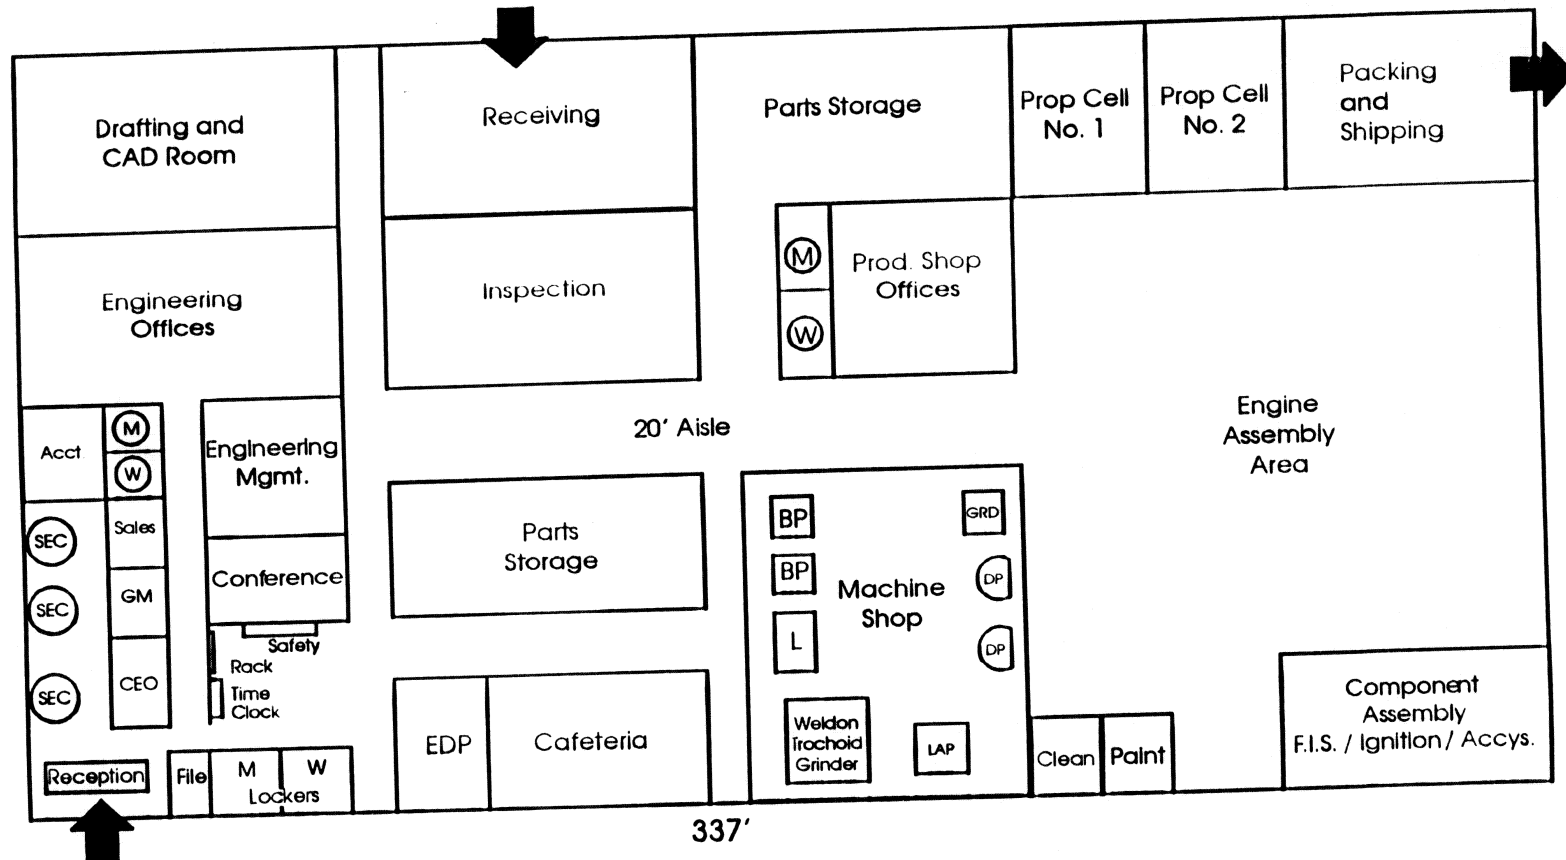 Drafting and
CAD Room
Receiving
Parts Storage
Prop Cell
No. 1
Prop Cell
No. 2
Packing
and
Shipping
Engineering
Offices
Inspection
M
W
Prod. Shop
Offices
Acct
M
W
Engineering
Mgmt.
20' Aisle
Engine
Assembly
Area
SEC
SEC
SEC
Sales
GM
CEO
Conference
Safety
Rack
Time
Clock
Parts
Storage
BP
BP
L
GRD
DP
DP
Machine
Shop
Weldon
Trochoid
Grinder
LAP
Reception
File
M
W
Lockers
EDP
Cafeteria
Clean
Paint
Component
Assembly
F.I.S. / Ignition / Accys.
337'